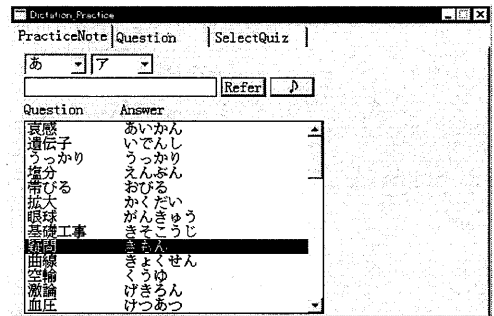 Dictation_Practice
PracticeNote Question SelectQuiz
あ ア
Refer ♪
Question Answer
哀感 あいかん
遺伝子 いでんし
うっかり うっかり
塩分 えんぶん
帯びる おびる
拡大 かくだい
眼球 がんきゅう
基礎工事 きそこうじ
きもん
曲線 きょくせん
空輸 くうゆ
激論 げきろん
血圧 けつあつ